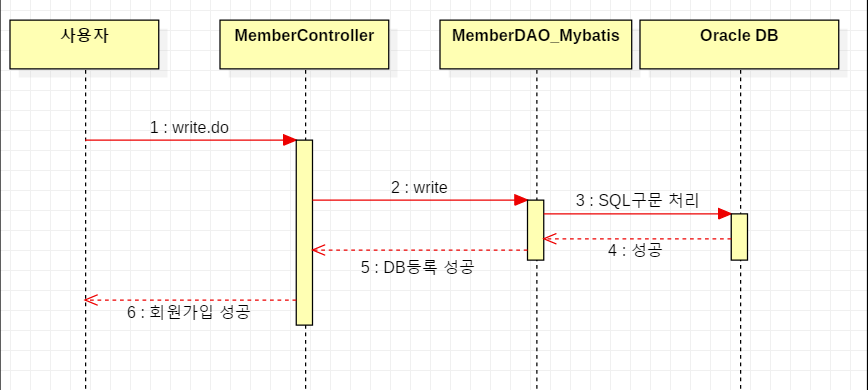 사용자
MemberController
MemberDAO_Mybatis
Oracle DB
1 : write.do
2 : write
3 : SQL구문 처리
4 : 성공
5 : DB등록 성공
6 : 회원가입 성공